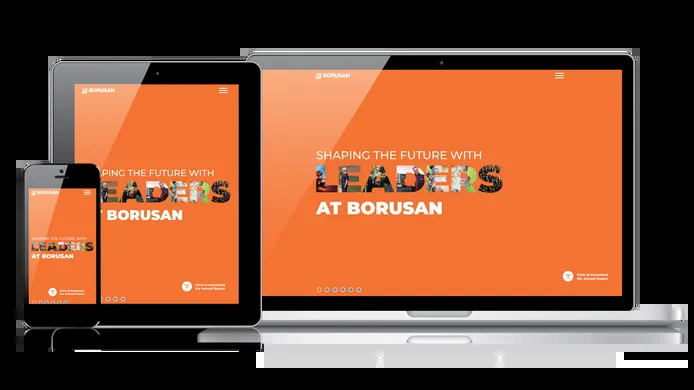 BORUSAN
SHAPING THE FUTURE WITH
LEADERS
AT BORUSAN
Click to Download
the Annual Report
BORUSAN
PING THE FUTURE WITH
LEADERS
T BORUSAN
Click to Download
the Annual Report
BORUSAN
SHAPING THE FUTURE WITH
LEADERS
AT BORUSAN
Click to Download
the Annual Report